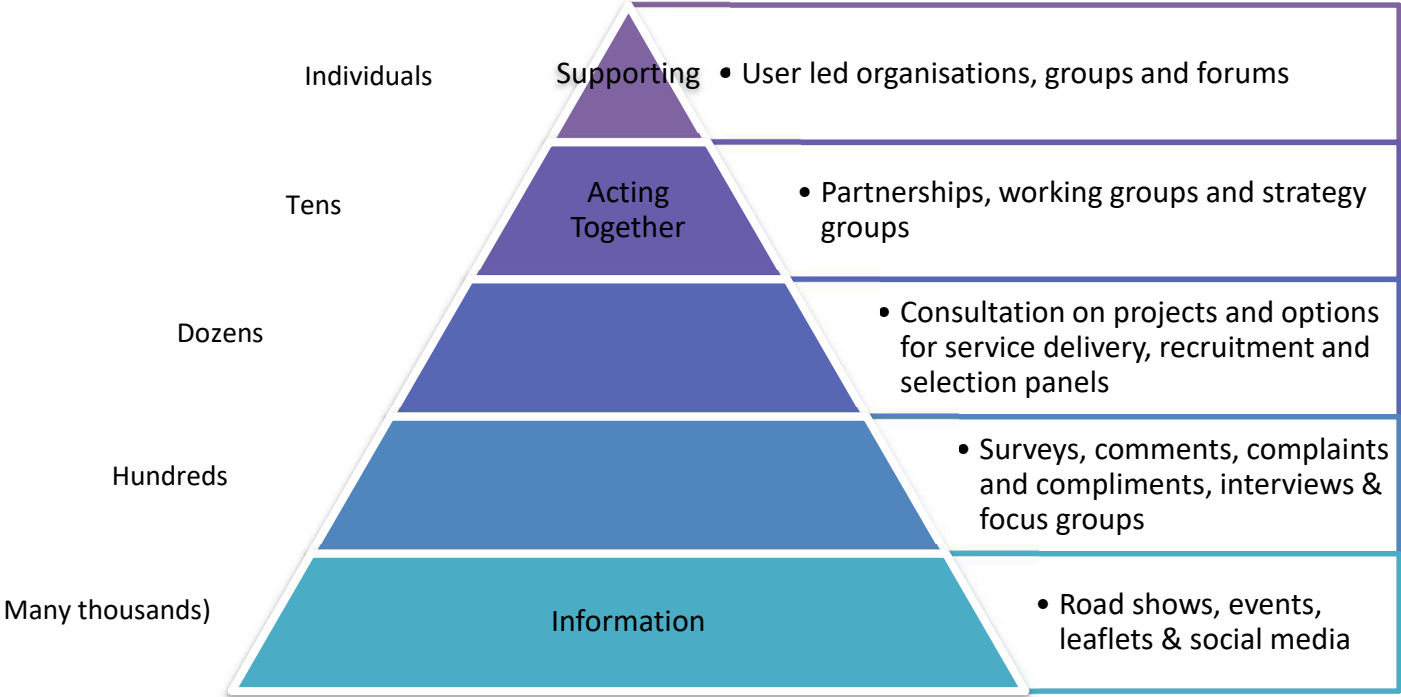 Individuals
Supporting
• User led organisations, groups and forums
Tens
Acting
Together
• Partnerships, working groups and strategy
groups
Dozens
• Consultation on projects and options
for service delivery, recruitment and
selection panels
Hundreds
• Surveys, comments, complaints
and compliments, interviews &
focus groups
Many thousands)
Information
• Road shows, events,
leaflets & social media